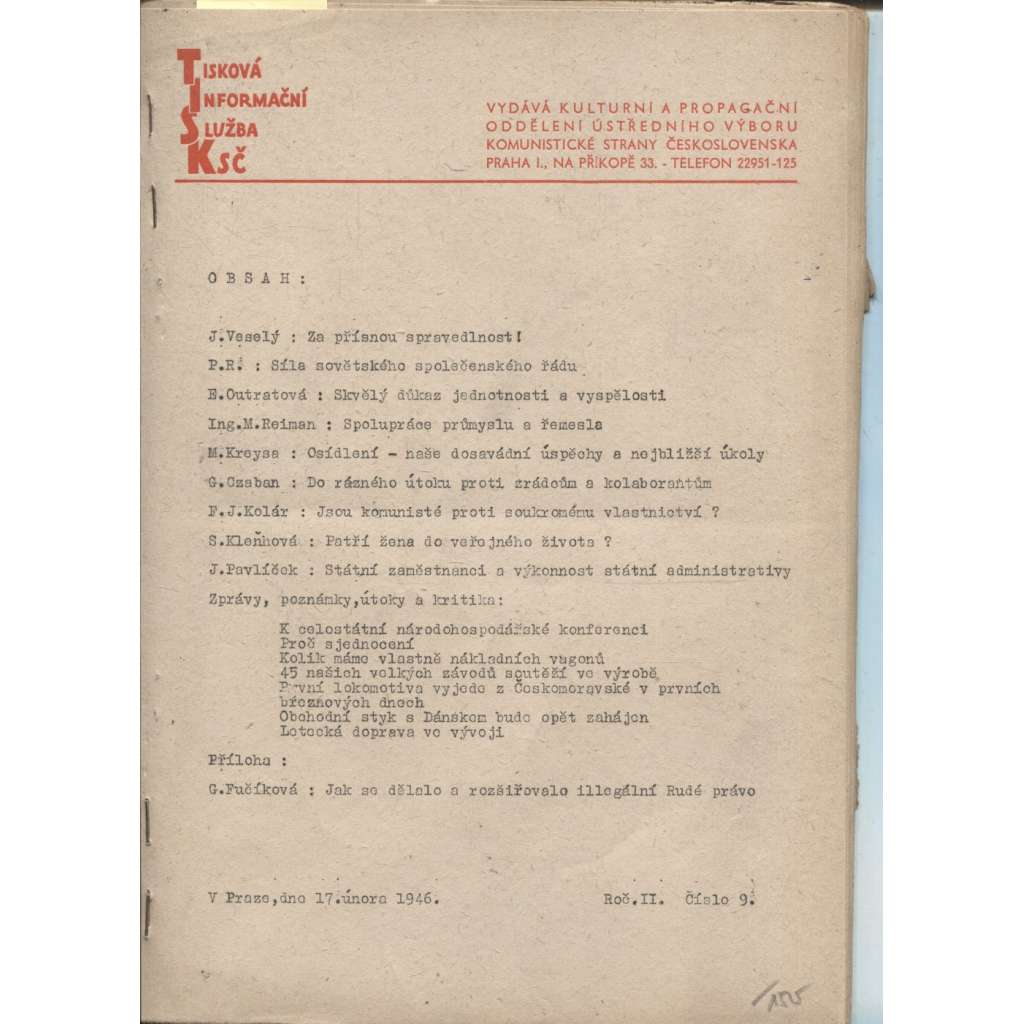 TISKOVÁ
INFORMAČNÍ
SLUŽBA
KSČ
VYDÁVÁ KULTURNÍ A PROPAGAČNÍ
ODDĚLENÍ ÚSTŘEDNÍHO VÝBORU
KOMUNISTICKÉ STRANY ČESKOSLOVENSKA
PRAHA I., NA PŘÍKOPĚ 33. - TELEFON 22951-125
O B S A H :
J.Veselý : Za přísnou spravedlnost!
P.R. : Síla sovětského společenského řádu
E.Outratová : Skvělý důkaz jednotnosti a vyspělosti
Ing.M.Reiman : Spolupráce průmyslu a řemesla
M.Kreysa : Osídlení - naše dosavádní úspěchy a nejbližší úkoly
G.Czaban : Do rázného útoku proti zrádcům a kolaborantům
F.J.Kolár : Jsou komunisté proti soukromému vlastnictví ?
S.Kleňhová : Patří žena do veřejného života ?
J.Pavlíček : Státní zaměstnanci a výkonnost státní administrativy
Zprávy, poznámky,útoky a kritika:
K celostátní národohospodářské konferenci
Proč sjednocení
Kolik máme vlastně nákladních vagonů
45 našich velkých závodů soutěží ve výrobě
První lokomotiva vyjede z Českomoravské v prvních
březnových dnech
Obchodní styk s Dánskem bude opět zahájen
Letecká doprava ve vývoji
Příloha :
G.Fučíková : Jak se dělalo a rozšiřovalo illegální Rudé právo
V Praze,dne 17.února 1946.
Roč.II. Číslo 9.